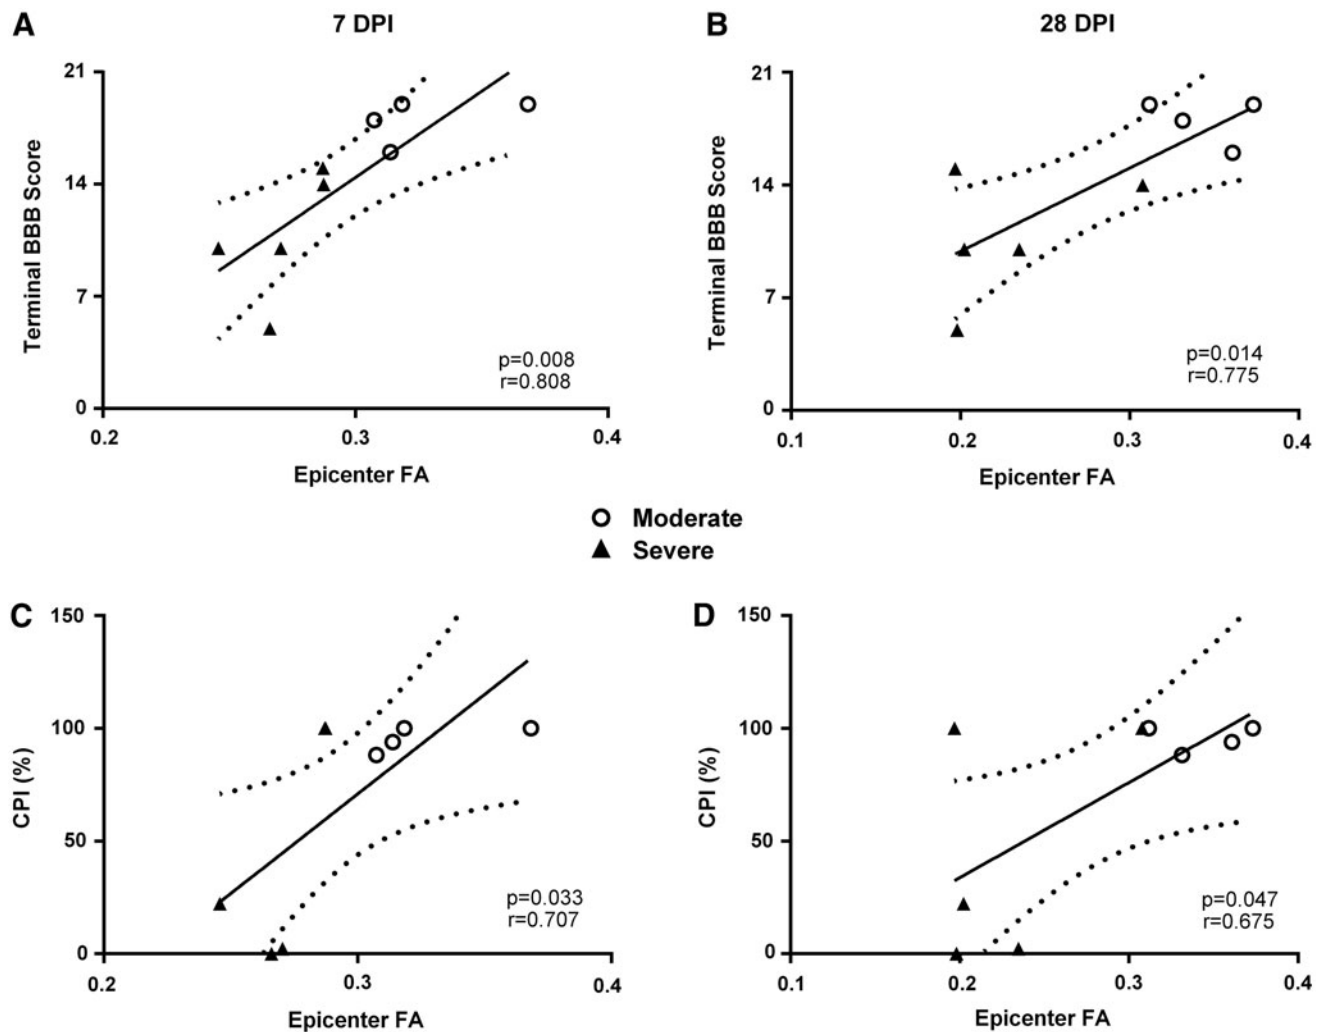 A
7 DPI
21
14
7
0
Terminal BBB Score
p=0.008
r=0.808
0.2
0.3
0.4
Epicenter FA
B
28 DPI
21
14
7
0
Terminal BBB Score
p=0.014
r=0.775
0.1
0.2
0.3
0.4
Epicenter FA
Moderate
Severe
C
150
100
50
0
CPI (%)
p=0.033
r=0.707
0.2
0.3
0.4
Epicenter FA
D
150
100
50
0
CPI (%)
p=0.047
r=0.675
0.1
0.2
0.3
0.4
Epicenter FA